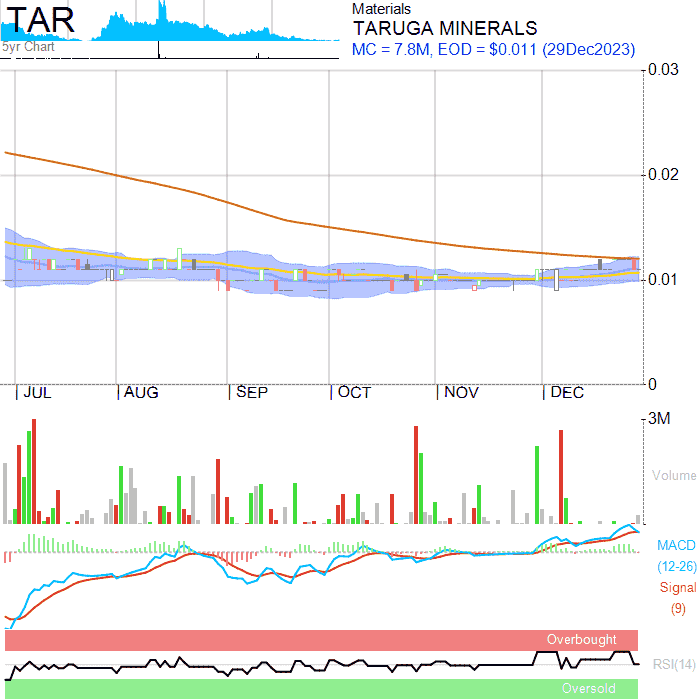 TAR
5yr Chart
Materials
TARUGA MINERALS
MC = 7.8M, EOD = $0.011 (29Dec2023)
0.03
0.02
0.01
0
JUL AUG SEP OCT NOV DEC
3M
Volume
MACD
(12-26)
Signal
(9)
Overbought
RSI(14)
Oversold